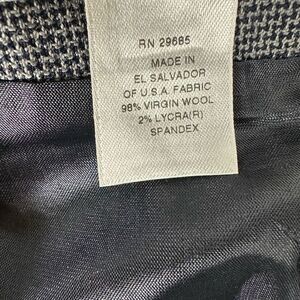 RN 29685
MADE IN
EL SALVADOR
OF U.S.A. FABRIC
98% VIRGIN WOOL
2% LYCRA(R)
SPANDEX